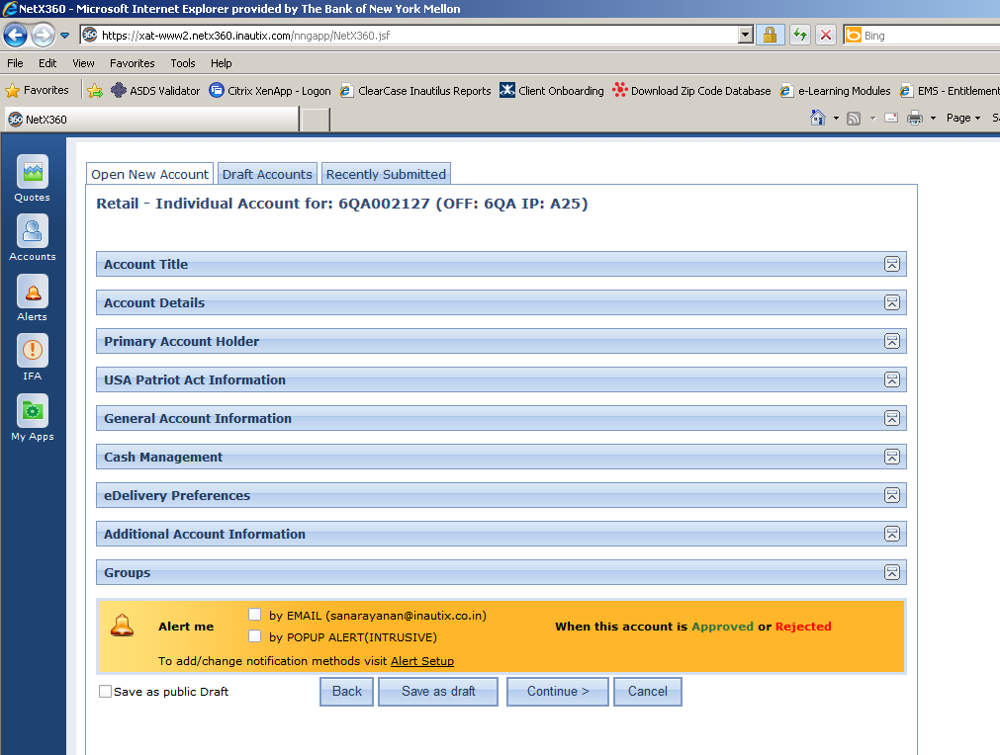 NetX360 - Microsoft Internet Explorer provided by The Bank of New York Mellon
https://xat-www2.netx360.inautix.com/nngapp/NetX360.jsf
Bing
File Edit View Favorites Tools Help
Favorites ASDS Validator Citrix XenApp - Logon ClearCase Inautilus Reports Client Onboarding Download Zip Code Database e-Learning Modules EMS - Entitlement
NetX360
Page
Quotes
Accounts
Alerts
IFA
My Apps
Open New Account Draft Accounts Recently Submitted
Retail - Individual Account for: 6QA002127 (OFF: 6QA IP: A25)
Account Title
Account Details
Primary Account Holder
USA Patriot Act Information
General Account Information
Cash Management
eDelivery Preferences
Additional Account Information
Groups
Alert me
by EMAIL (sanarayanan@inautix.co.in)
by POPUP ALERT(INTRUSIVE)
When this account is Approved or Rejected
To add/change notification methods visit Alert Setup
Save as public Draft
Back Save as draft Continue > Cancel